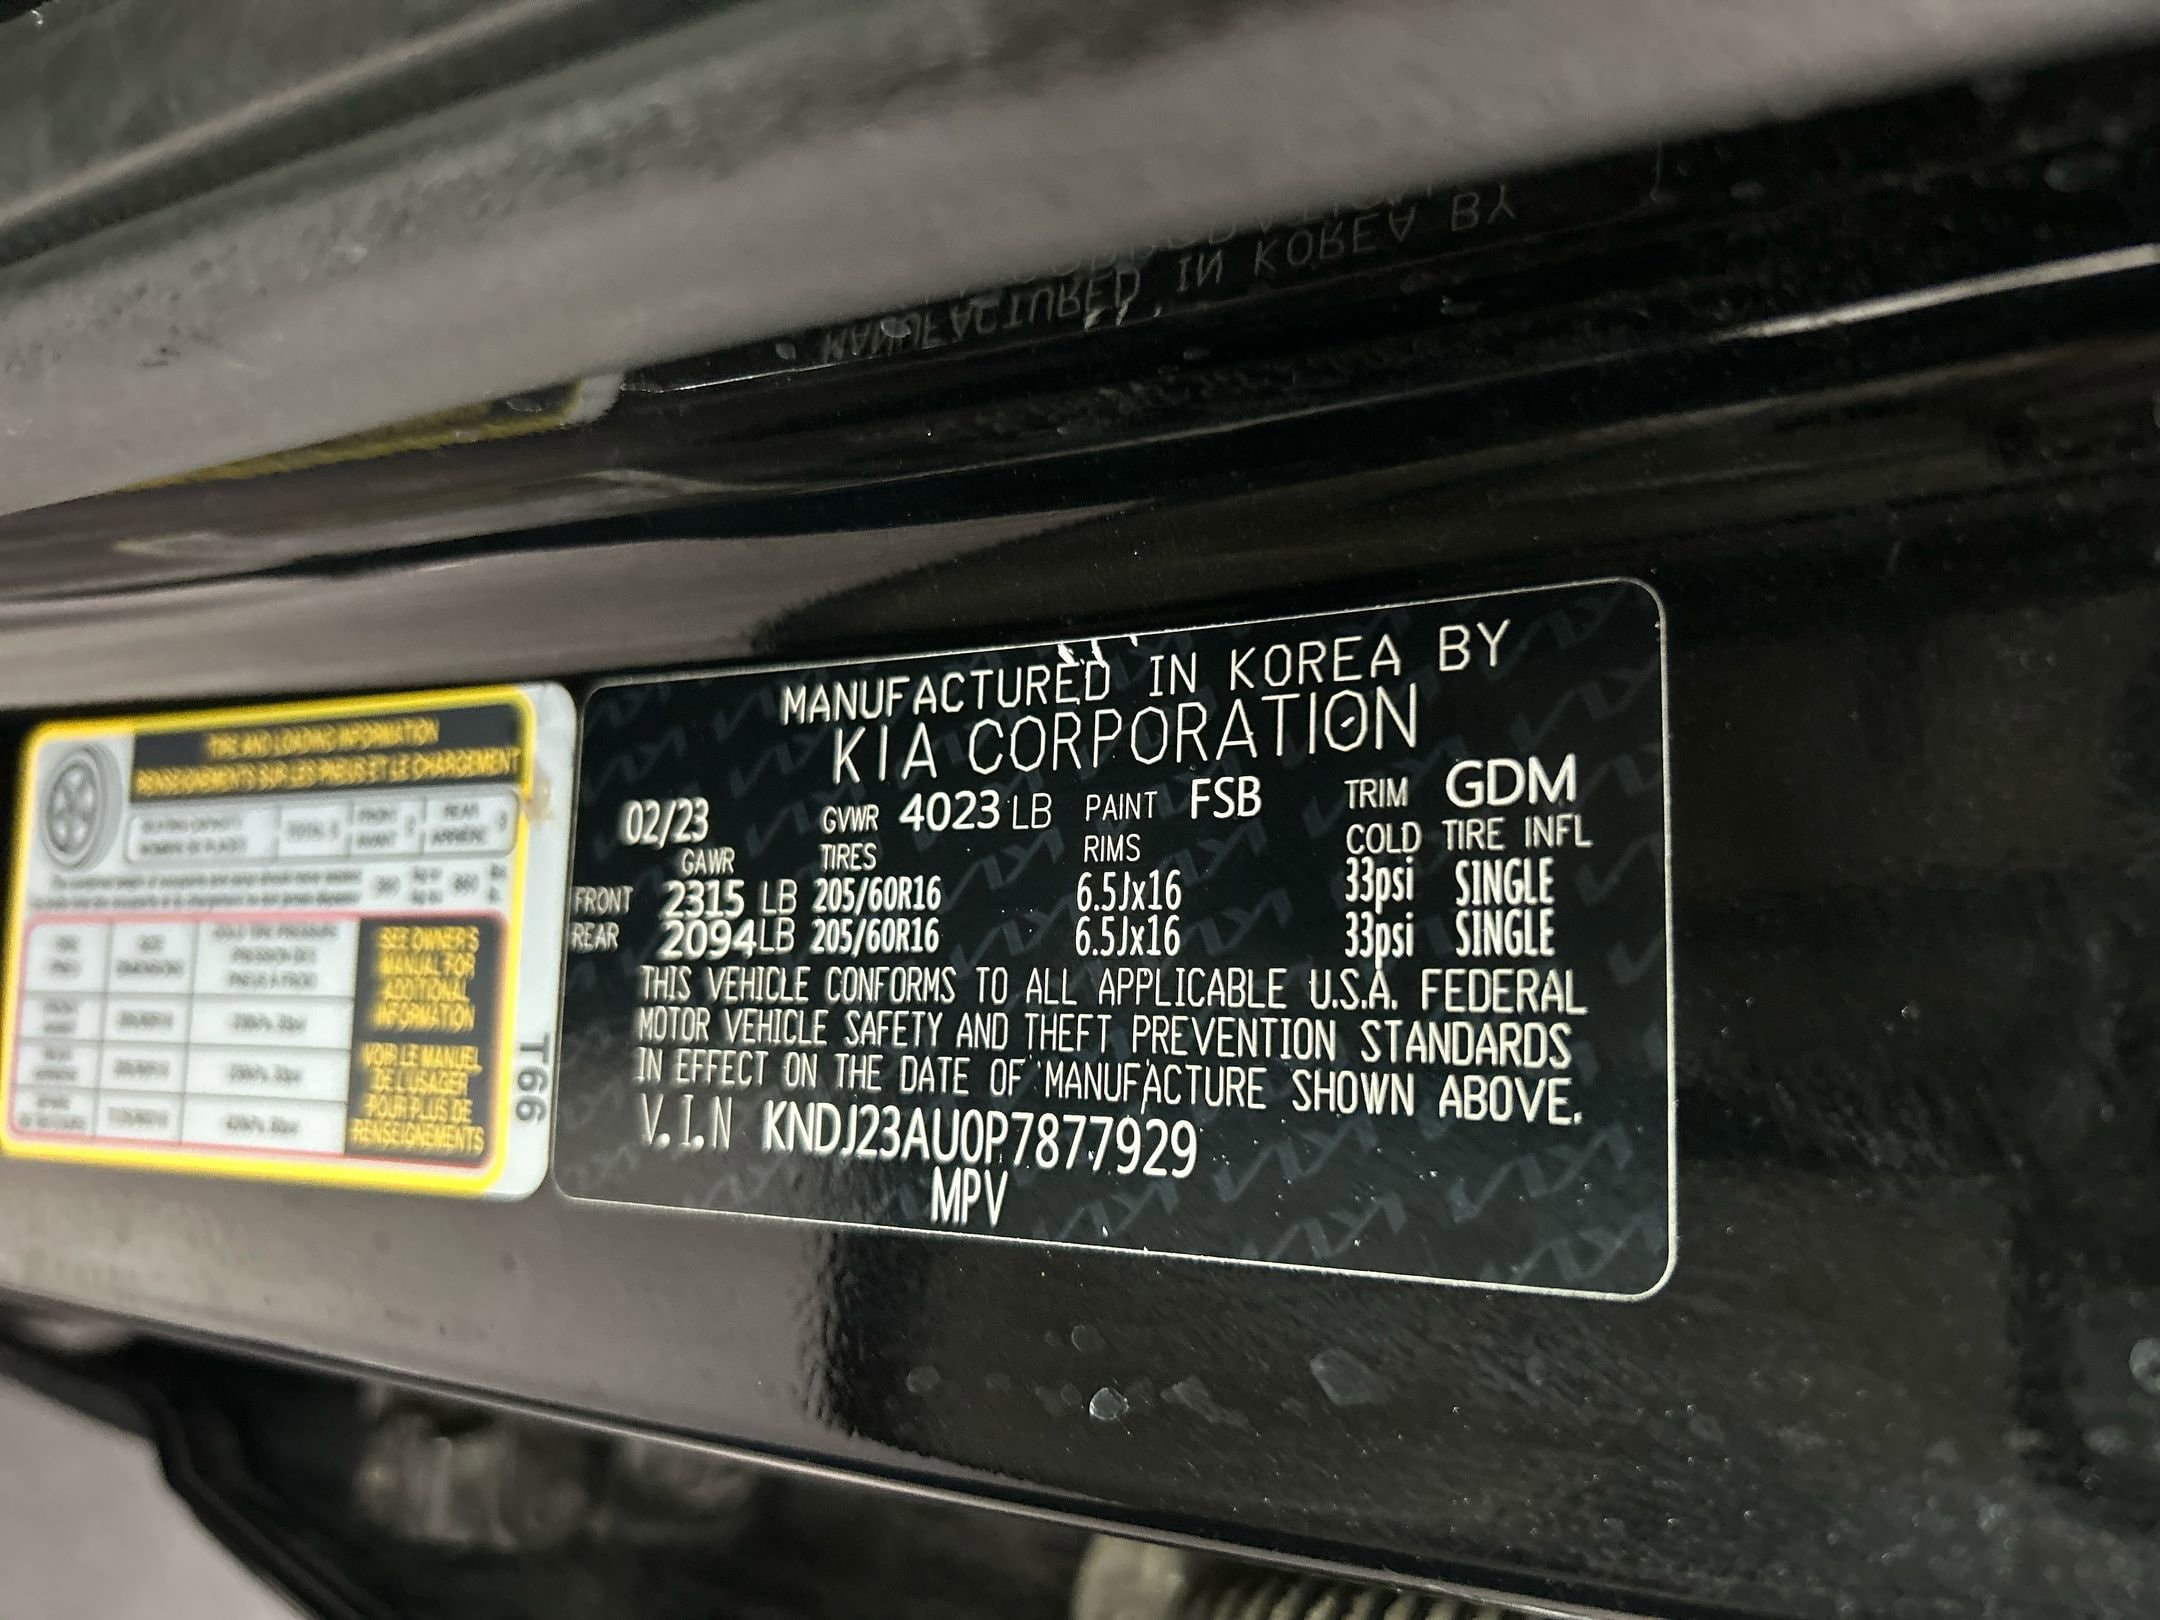 TIRE AND LOADING INFORMATION
RENSEIGNEMENTS SUR LES PNEUS ET LE CHARGEMENT
SEE OWNER'S
MANUAL FOR
ADDITIONAL
INFORMATION
VOIR LE MANUEL
DE L'USAGER
POUR PLUS DE
RENSEIGNEMENTS
T66
MANUFACTURED IN KOREA BY
KIA CORPORATION
02/23 GVWR 4023 LB PAINT FSB TRIM GDM
GAWR TIRES RIMS COLD TIRE INFL
FRONT 2315 LB 205/60R16 6.5Jx16 33psi SINGLE
REAR 2094 LB 205/60R16 6.5Jx16 33psi SINGLE
THIS VEHICLE CONFORMS TO ALL APPLICABLE U.S.A. FEDERAL
MOTOR VEHICLE SAFETY AND THEFT PREVENTION STANDARDS
IN EFFECT ON THE DATE OF MANUFACTURE SHOWN ABOVE.
V.I.N KNDJ23AU0P7877929
MPV